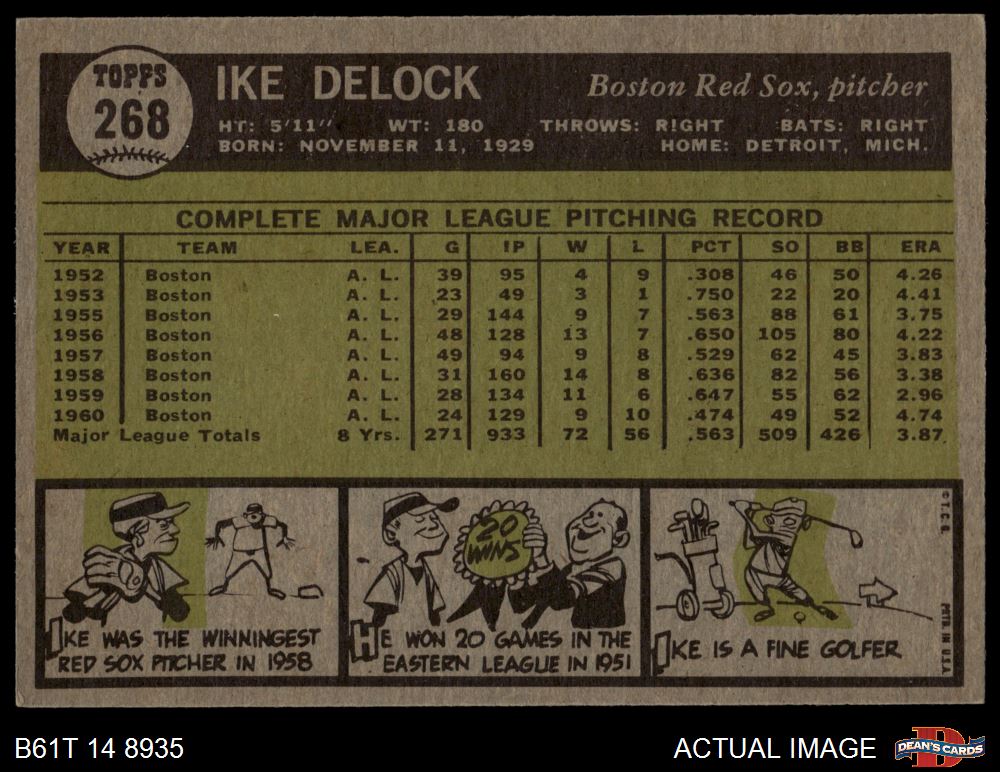 TOPPS
268
IKE DELOCK
Boston Red Sox, pitcher
HT: 5'11" WT: 180 THROWS: RIGHT BATS: RIGHT
BORN: NOVEMBER 11, 1929 HOME: DETROIT, MICH.
COMPLETE MAJOR LEAGUE PITCHING RECORD
YEAR TEAM LEA. G IP W L PCT SO BB ERA
1952 Boston A. L. 39 95 4 9 .308 46 50 4.26
1953 Boston A. L. 23 49 3 1 .750 22 20 4.41
1955 Boston A. L. 29 144 9 7 .563 88 61 3.75
1956 Boston A. L. 48 128 13 7 .650 105 80 4.22
1957 Boston A. L. 49 94 9 8 .529 62 45 3.83
1958 Boston A. L. 31 160 14 8 .636 82 56 3.38
1959 Boston A. L. 28 134 11 6 .647 55 62 2.96
1960 Boston A. L. 24 129 9 10 .474 49 52 4.74
Major League Totals 8 Yrs. 271 933 72 56 .563 509 426 3.87
IKE WAS THE WINNINGEST
RED SOX PITCHER IN 1958
20
WINS
HE WON 20 GAMES IN THE
EASTERN LEAGUE IN 1951
IKE IS A FINE GOLFER
© T.C.G. PRTD. IN U.S.A.
B61T 14 8935
ACTUAL IMAGE
DEAN'S CARDS